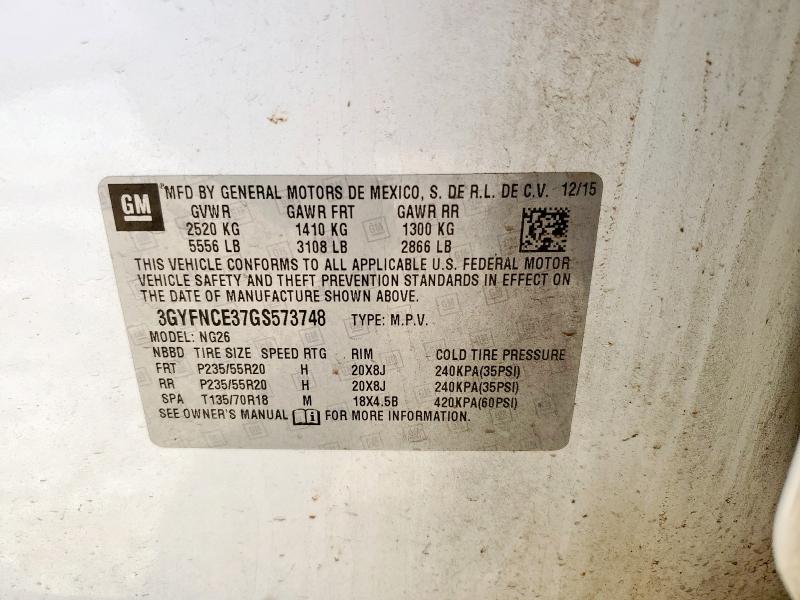 GM
MFD BY GENERAL MOTORS DE MEXICO, S. DE R.L. DE C.V. 12/15
GVWR GAWR FRT GAWR RR
2520 KG 1410 KG 1300 KG
5556 LB 3108 LB 2866 LB
THIS VEHICLE CONFORMS TO ALL APPLICABLE U.S. FEDERAL MOTOR
VEHICLE SAFETY AND THEFT PREVENTION STANDARDS IN EFFECT ON
THE DATE OF MANUFACTURE SHOWN ABOVE.
3GYFNCE37GS573748 TYPE: M.P.V.
MODEL: NG26
NBBD TIRE SIZE SPEED RTG RIM COLD TIRE PRESSURE
FRT P235/55R20 H 20X8J 240KPA(35PSI)
RR P235/55R20 H 20X8J 240KPA(35PSI)
SPA T135/70R18 M 18X4.5B 420KPA(60PSI)
SEE OWNER'S MANUAL FOR MORE INFORMATION.